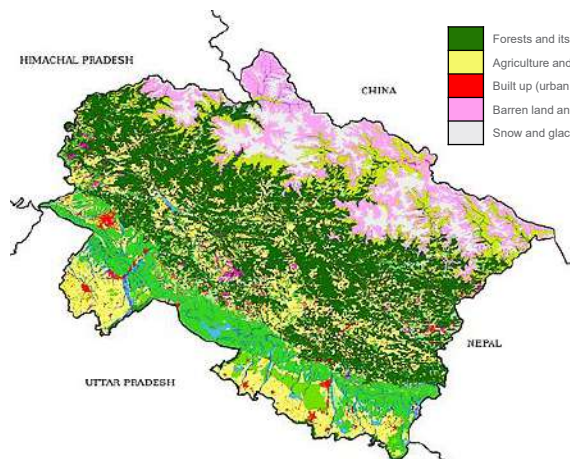 HIMACHAL PRADESH
CHINA
Forests and its
Agriculture and
Built up (urban
Barren land an
Snow and glac
NEPAL
UTTAR PRADESH